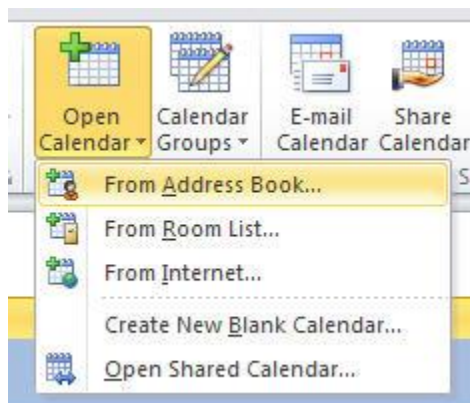 Open Calendar E-mail Share
Calendar Groups Calendar Calendar
S
From Address Book...
From Room List...
From Internet...
Create New Blank Calendar...
Open Shared Calendar...